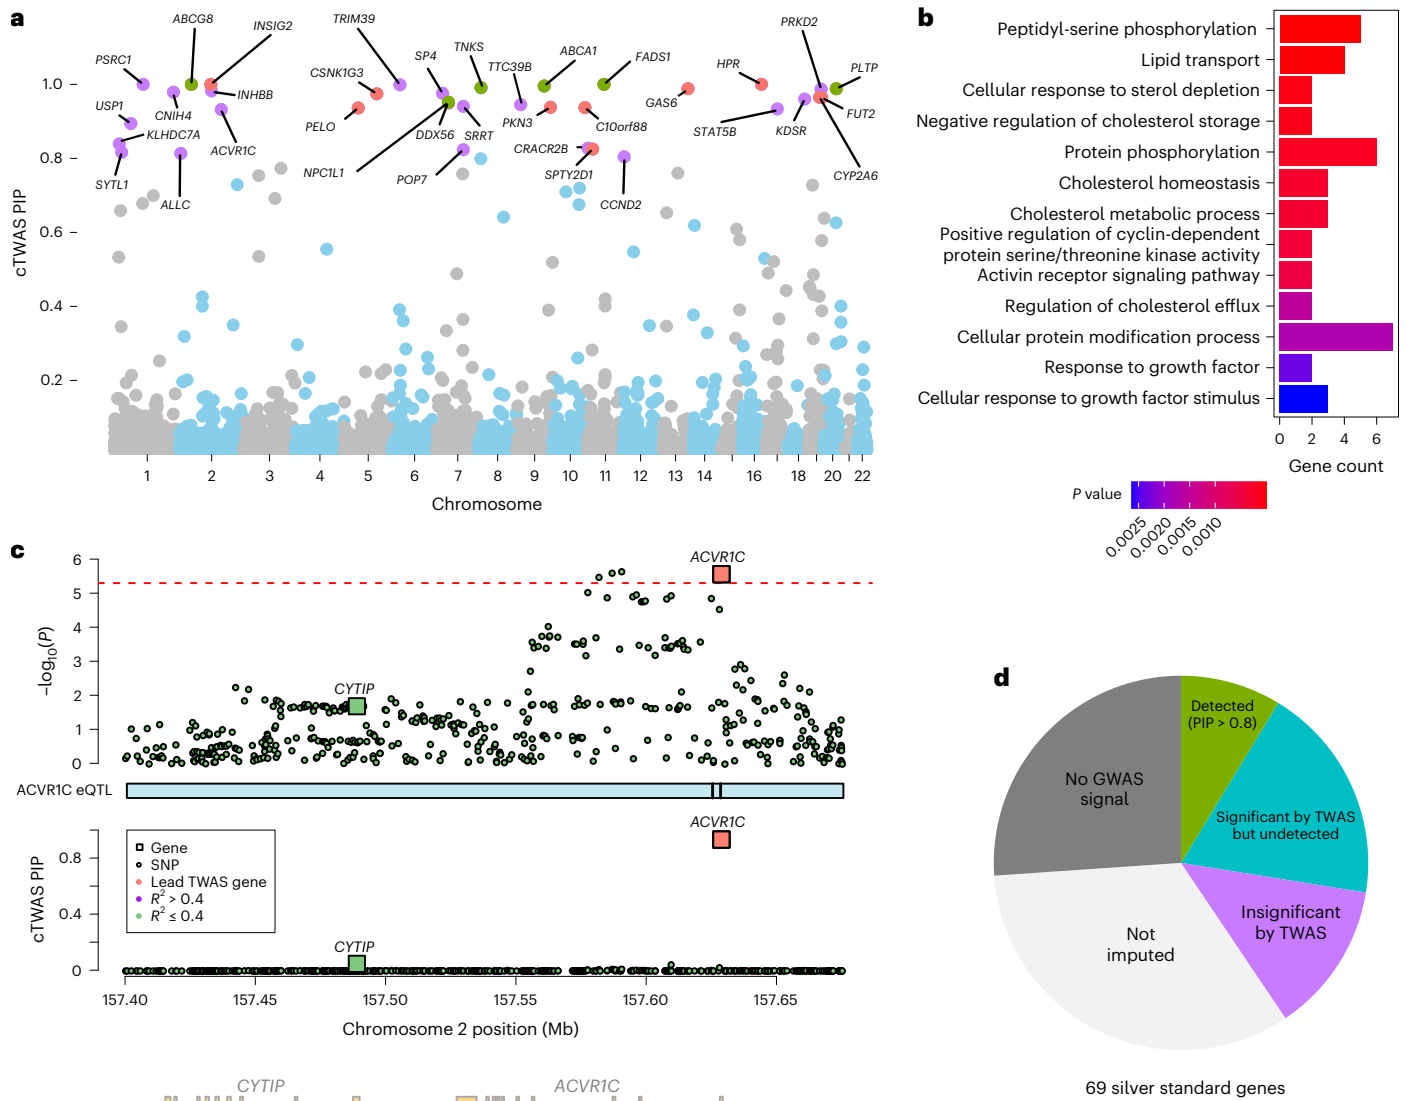 a
ABCG8
INSIG2
TRIM39
PRKD2
PSRC1
SP4
TNKS
ABCA1
FADS1
HPR
PLTP
CSNK1G3
TTC39B
1.0
INHBB
USP1
CNIH4
GAS6
FUT2
KLHDC7A
PELO
DDX56
SRRT
PKN3
C10orf88
STAT5B
KDSR
ACVR1C
CRACR2B
0.8
SYTL1
NPC1L1
POP7
SPTY2D1
CYP2A6
ALLC
CCND2
0.6
0.4
0.2
cTWAS PIP
1 2 3 4 5 6 7 8 9 10 11 12 13 14 16 18 20 22
Chromosome
b
Peptidyl-serine phosphorylation
Lipid transport
Cellular response to sterol depletion
Negative regulation of cholesterol storage
Protein phosphorylation
Cholesterol homeostasis
Cholesterol metabolic process
Positive regulation of cyclin-dependent
protein serine/threonine kinase activity
Activin receptor signaling pathway
Regulation of cholesterol efflux
Cellular protein modification process
Response to growth factor
Cellular response to growth factor stimulus
0 2 4 6
Gene count
P value
0.0025 0.0020 0.0015 0.0010
c
6
5
4
3
2
1
0
–log10(P)
ACVR1C
CYTIP
ACVR1C eQTL
ACVR1C
0.8
0.4
0
cTWAS PIP
Gene
SNP
Lead TWAS gene
R2 > 0.4
R2 ≤ 0.4
CYTIP
157.40 157.45 157.50 157.55 157.60 157.65
Chromosome 2 position (Mb)
CYTIP ACVR1C
d
Detected
(PIP > 0.8)
Significant by TWAS
but undetected
Insignificant
by TWAS
Not
imputed
No GWAS
signal
69 silver standard genes